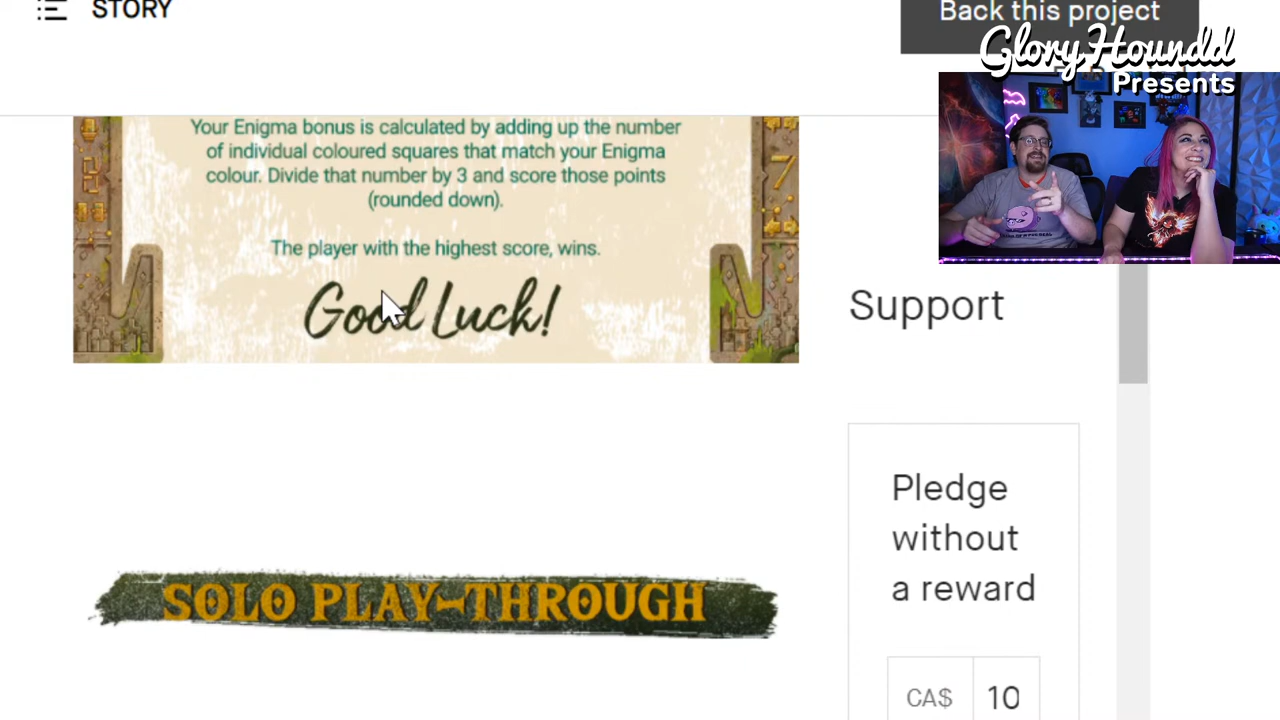 STORY
Back this project
GloryHoundd
Presents
Your Enigma bonus is calculated by adding up the number
of individual coloured squares that match your Enigma
colour. Divide that number by 3 and score those points
(rounded down).
The player with the highest score, wins.
Good Luck!
7
Support
Pledge
without
a reward
SOLO PLAY-THROUGH
CA$ 10